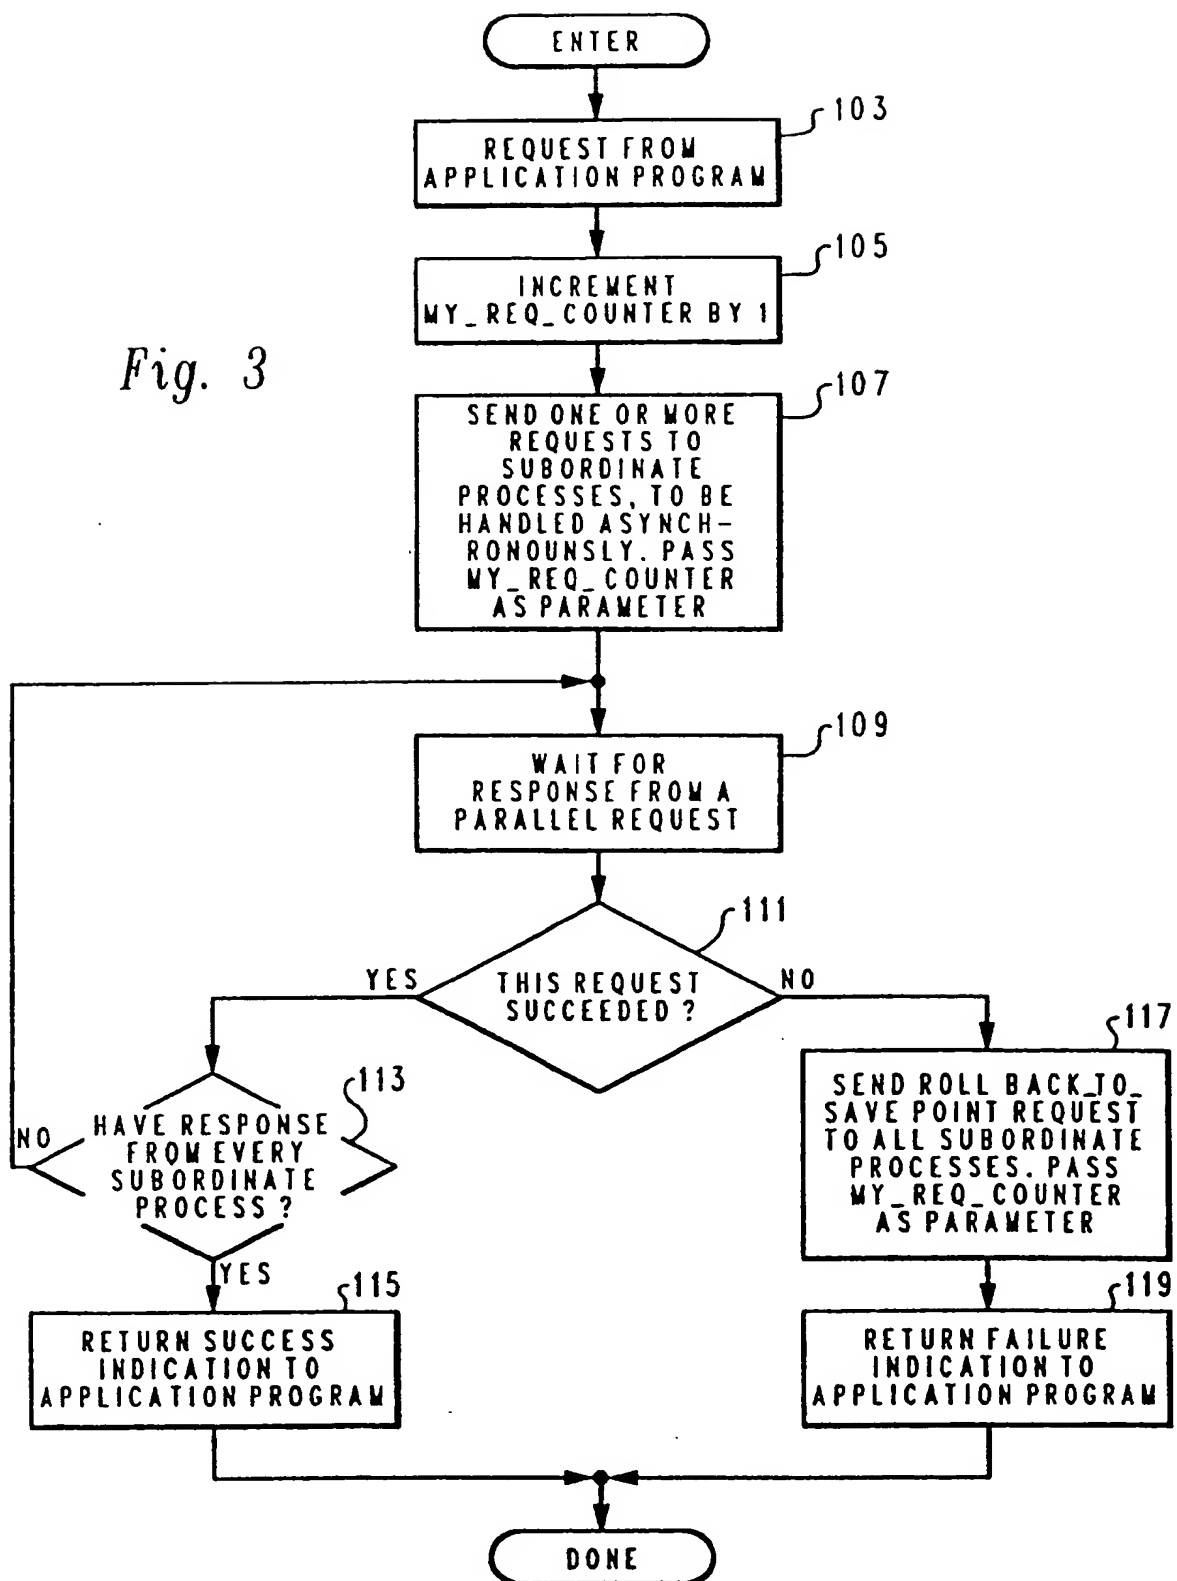 ENTER
103
REQUEST FROM
APPLICATION PROGRAM
105
INCREMENT
MY_REQ_COUNTER BY 1
Fig. 3
107
SEND ONE OR MORE
REQUESTS TO
SUBORDINATE
PROCESSES, TO BE
HANDLED ASYNCH-
RONOUNSLY. PASS
MY_REQ_COUNTER
AS PARAMETER
109
WAIT FOR
RESPONSE FROM A
PARALLEL REQUEST
111
YES
THIS REQUEST
SUCCEEDED ?
NO
113
NO
HAVE RESPONSE
FROM EVERY
SUBORDINATE
PROCESS ?
YES
117
SEND ROLL BACK_TO_
SAVE POINT REQUEST
TO ALL SUBORDINATE
PROCESSES. PASS
MY_REQ_COUNTER
AS PARAMETER
115
RETURN SUCCESS
INDICATION TO
APPLICATION PROGRAM
119
RETURN FAILURE
INDICATION TO
APPLICATION PROGRAM
DONE